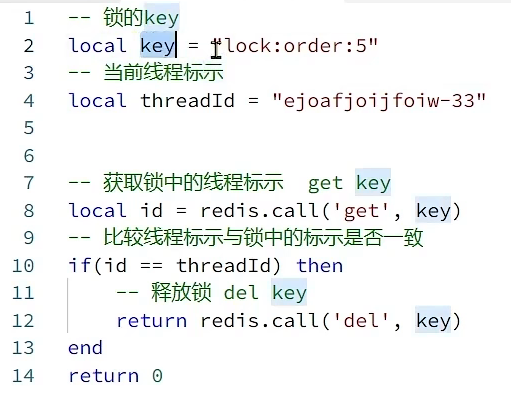 1 -- 锁的key
2 local key = "lock:order:5"
3 -- 当前线程标示
4 local threadId = "ejoafjoijfoiw-33"
5
6
7 -- 获取锁中的线程标示  get key
8 local id = redis.call('get', key)
9 -- 比较线程标示与锁中的标示是否一致
10 if(id == threadId) then
11     -- 释放锁 del key
12     return redis.call('del', key)
13 end
14 return 0